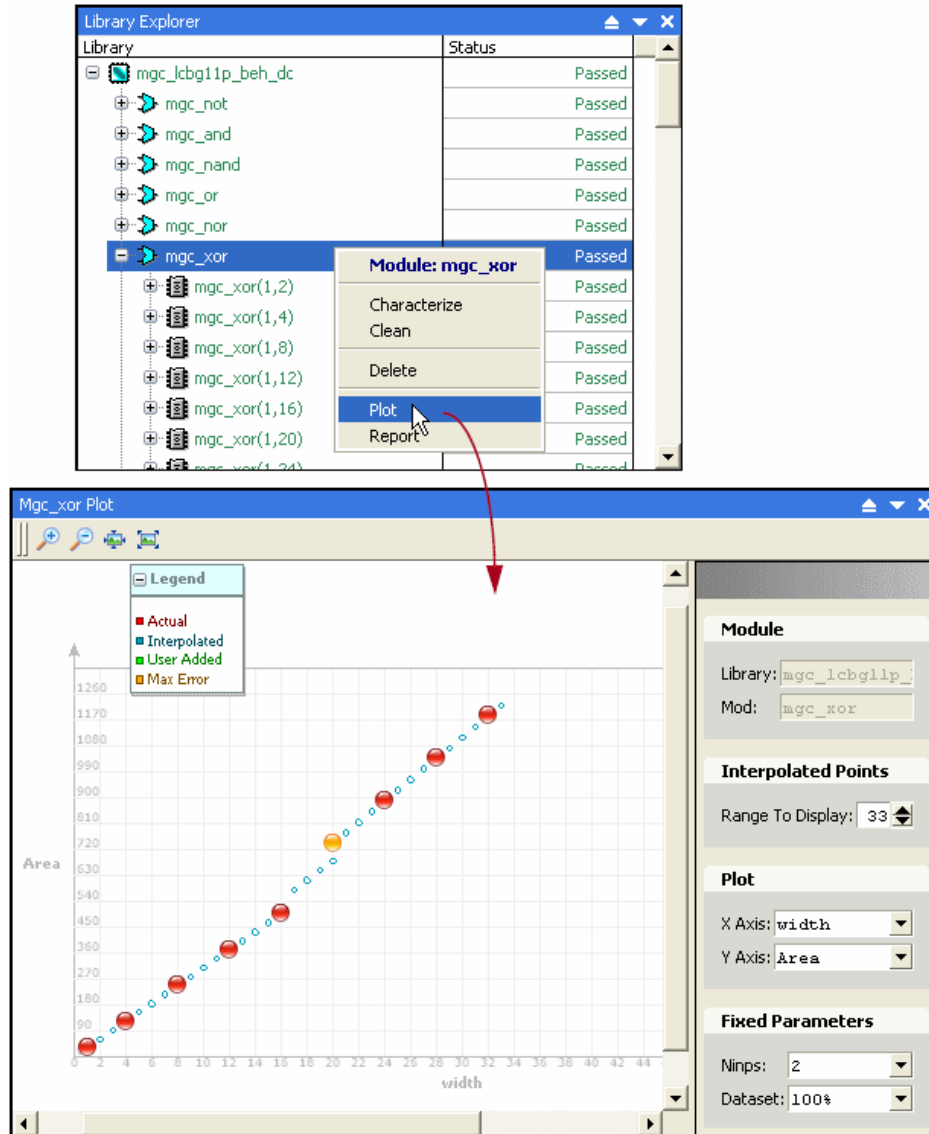 Library Explorer
Library Status
mgc_lcbg11p_beh_dc Passed
mgc_not Passed
mgc_and Passed
mgc_nand Passed
mgc_or Passed
mgc_nor Passed
mgc_xor Passed
mgc_xor(1,2) Passed
mgc_xor(1,4) Passed
mgc_xor(1,8) Passed
mgc_xor(1,12) Passed
mgc_xor(1,16) Passed
mgc_xor(1,20) Passed
mgc_xor(1,24) Passed
Module: mgc_xor
Characterize
Clean
Delete
Plot
Report
Mgc_xor Plot
Legend
Actual
Interpolated
User Added
Max Error
1260
1170
1080
990
900
810
720
Area
630
540
450
360
270
180
90
0 2 4 6 8 10 12 14 16 18 20 22 24 26 28 30 32 34 36 38 40 42 44
width
Module
Library: mgc_lcbg11p_
Mod: mgc_xor
Interpolated Points
Range To Display: 33
Plot
X Axis: width
Y Axis: Area
Fixed Parameters
Ninps: 2
Dataset: 100%